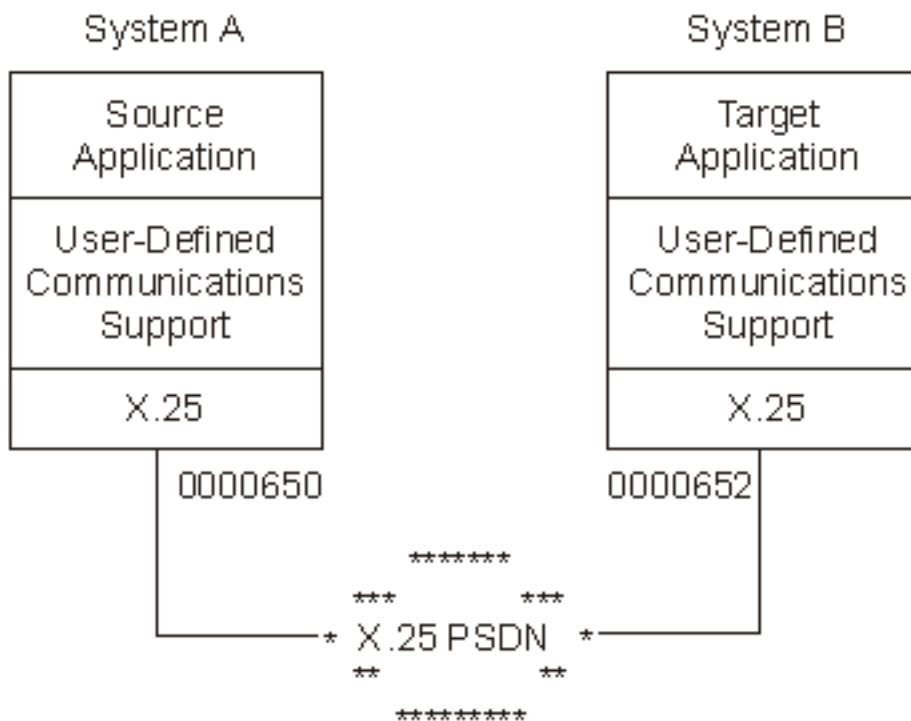 System A
System B
Source
Application
Target
Application
User-Defined
Communications
Support
User-Defined
Communications
Support
X.25
X.25
0000650
0000652
*******
*** ***
* X.25 PSDN *
** **
*********